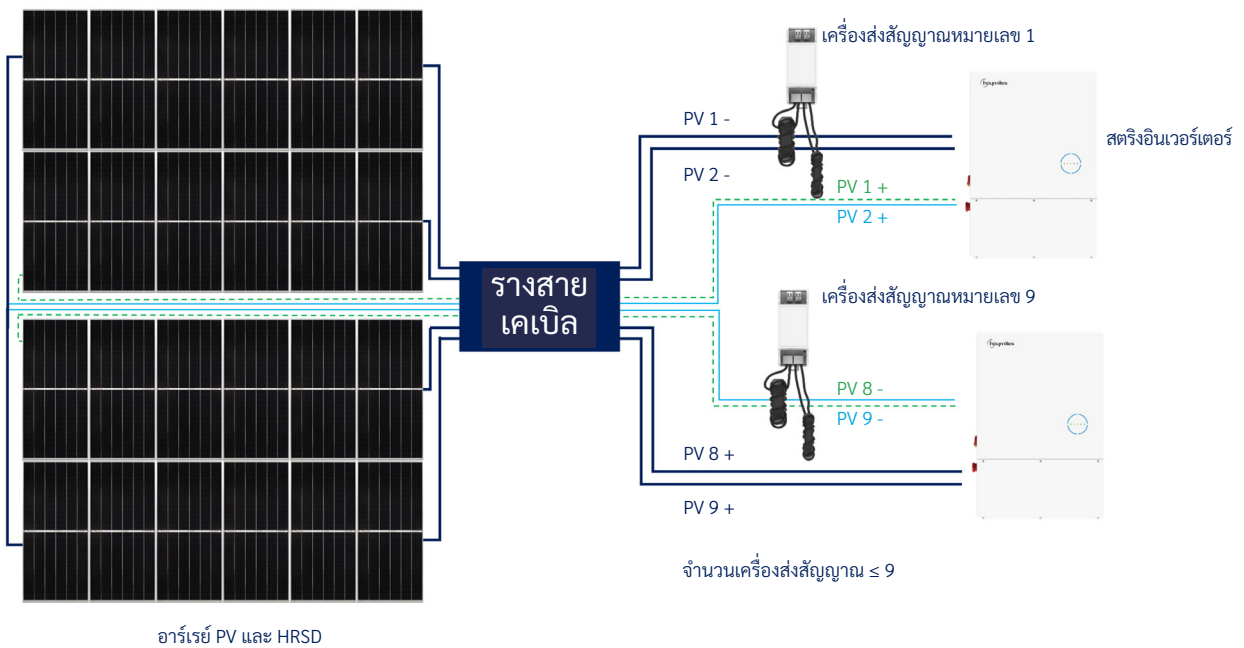 เครื่องส่งสัญญาณหมายเลข 1
hoymiles
PV 1 -
สตริงอินเวอร์เตอร์
PV 2 -
PV 1 +
PV 2 +
รางสาย
เคเบิล
เครื่องส่งสัญญาณหมายเลข 9
hoymiles
PV 8 -
PV 9 -
PV 8 +
PV 9 +
จำนวนเครื่องส่งสัญญาณ ≤ 9
อาร์เรย์ PV และ HRSD